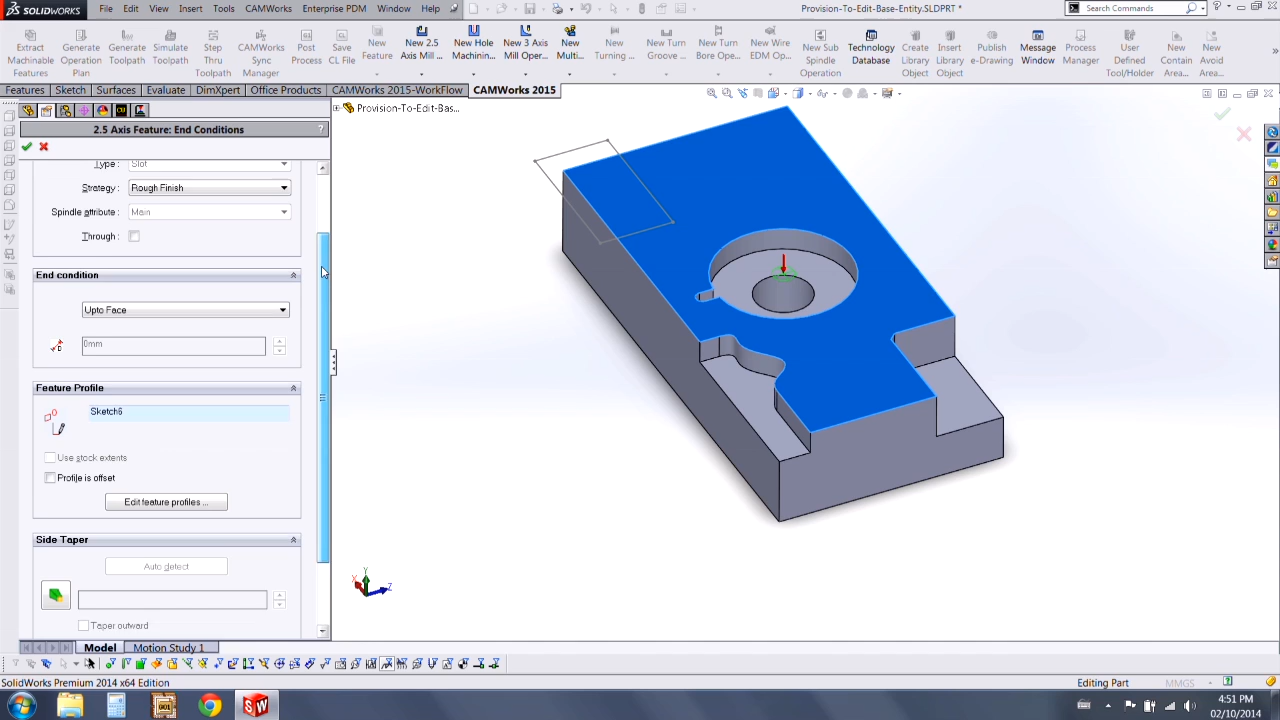 SOLIDWORKS File Edit View Insert Tools CAMWorks Enterprise PDM Window Help Provision-To-Edit-Base-Entity.SLDPRT * Search Commands
Extract Machinable Features
Generate Operation Plan
Generate Toolpath
Simulate Toolpath
Step Thru Toolpath
CAMWorks Manager
Post Process
Save CL File
New Feature
New 2.5 Axis Mill ...
New Hole Machinin...
New 3 Axis Mill Oper...
New Multi...
New Turning ...
New Turn Groove ...
New Turn Bore Ope...
New Wire EDM Op...
New Sub Spindle Operation
Technology Database
Create Library Object
Insert Library Object
Publish e-Drawing
Message Window
Process Manager
User Defined Tool/Holder
New Contain Area...
New Avoid Area...
Features Sketch Surfaces Evaluate DimXpert Office Products CAMWorks 2015-WorkFlow CAMWorks 2015
Provision-To-Edit-Bas...
2.5 Axis Feature: End Conditions ?
Type: Slot
Strategy: Rough Finish
Spindle attribute: Main
Through:
End condition
Upto Face
0mm
Feature Profile
Sketch6
Use stock extents
Profile is offset
Edit feature profiles ...
Side Taper
Auto detect
Taper outward
Y
X
Z
Model Motion Study 1
SolidWorks Premium 2014 x64 Edition Editing Part MMGS
4:51 PM
02/10/2014